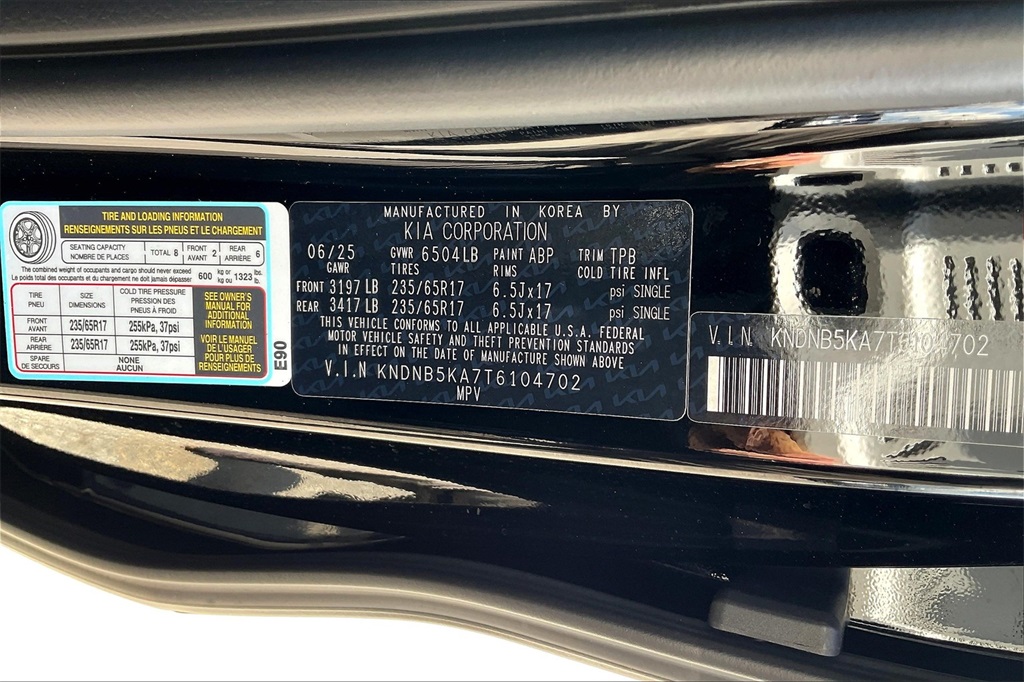 TIRE AND LOADING INFORMATION
RENSEIGNEMENTS SUR LES PNEUS ET LE CHARGEMENT
SEATING CAPACITY
NOMBRE DE PLACES
TOTAL 8
FRONT
AVANT 2
REAR
ARRIÈRE 6
The combined weight of occupants and cargo should never exceed
Le poids total des occupants et du chargement ne doit jamais dépasser
600 kg or kg ou 1323 lbs. lb.
TIRE
PNEU
SIZE
DIMENSIONS
COLD TIRE PRESSURE
PRESSION DES
PNEUS À FROID
FRONT
AVANT
235/65R17
255kPa, 37psi
REAR
ARRIÈRE
235/65R17
255kPa, 37psi
SPARE
DE SECOURS
NONE
AUCUN
SEE OWNER'S
MANUAL FOR
ADDITIONAL
INFORMATION
VOIR LE MANUEL
DE L'USAGER
POUR PLUS DE
RENSEIGNEMENTS
E90
MANUFACTURED IN KOREA BY
KIA CORPORATION
06/25 GVWR 6504LB PAINT ABP TRIM TPB
GAWR TIRES RIMS COLD TIRE INFL
FRONT 3197 LB 235/65R17 6.5Jx17 psi SINGLE
REAR 3417 LB 235/65R17 6.5Jx17 psi SINGLE
THIS VEHICLE CONFORMS TO ALL APPLICABLE U.S.A. FEDERAL
MOTOR VEHICLE SAFETY AND THEFT PREVENTION STANDARDS
IN EFFECT ON THE DATE OF MANUFACTURE SHOWN ABOVE
V.I.N KNDNB5KA7T6104702
MPV
V.I.N.